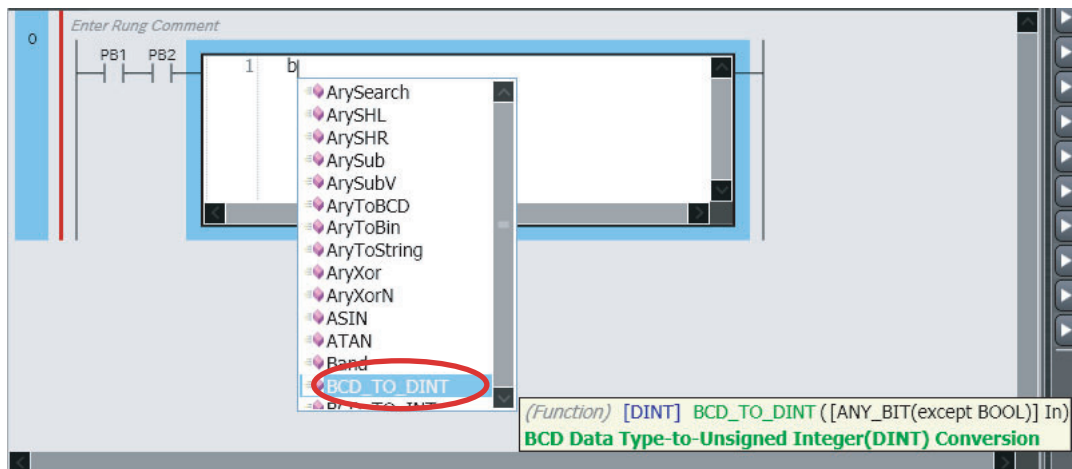 Enter Rung Comment
0
PB1 PB2
1 b
ArySearch
ArySHL
ArySHR
ArySub
ArySubV
AryToBCD
AryToBin
AryToString
AryXor
AryXorN
ASIN
ATAN
Band
BCD_TO_DINT
BCD_TO_INT
(Function) [DINT] BCD_TO_DINT ([ANY_BIT(except BOOL)] In)
BCD Data Type-to-Unsigned Integer(DINT) Conversion